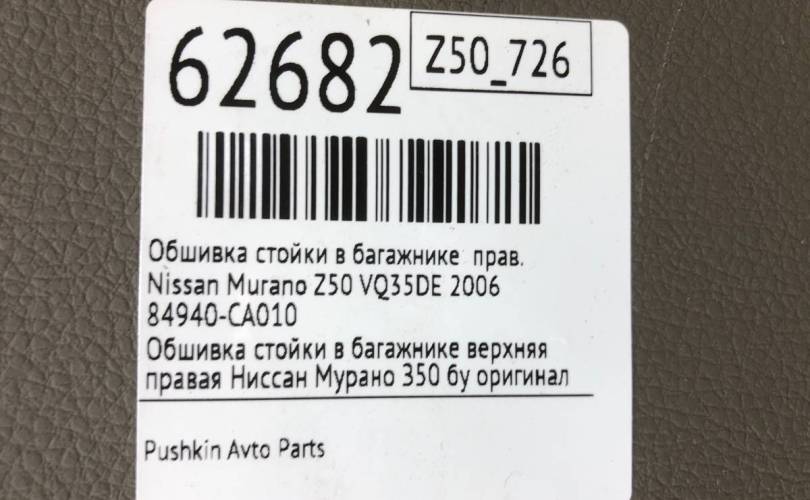 62682
Z50_726
Обшивка стойки в багажнике прав.
Nissan Murano Z50 VQ35DE 2006
84940-CA010
Обшивка стойки в багажнике верхняя
правая Ниссан Мурано З50 бу оригинал
Pushkin Avto Parts